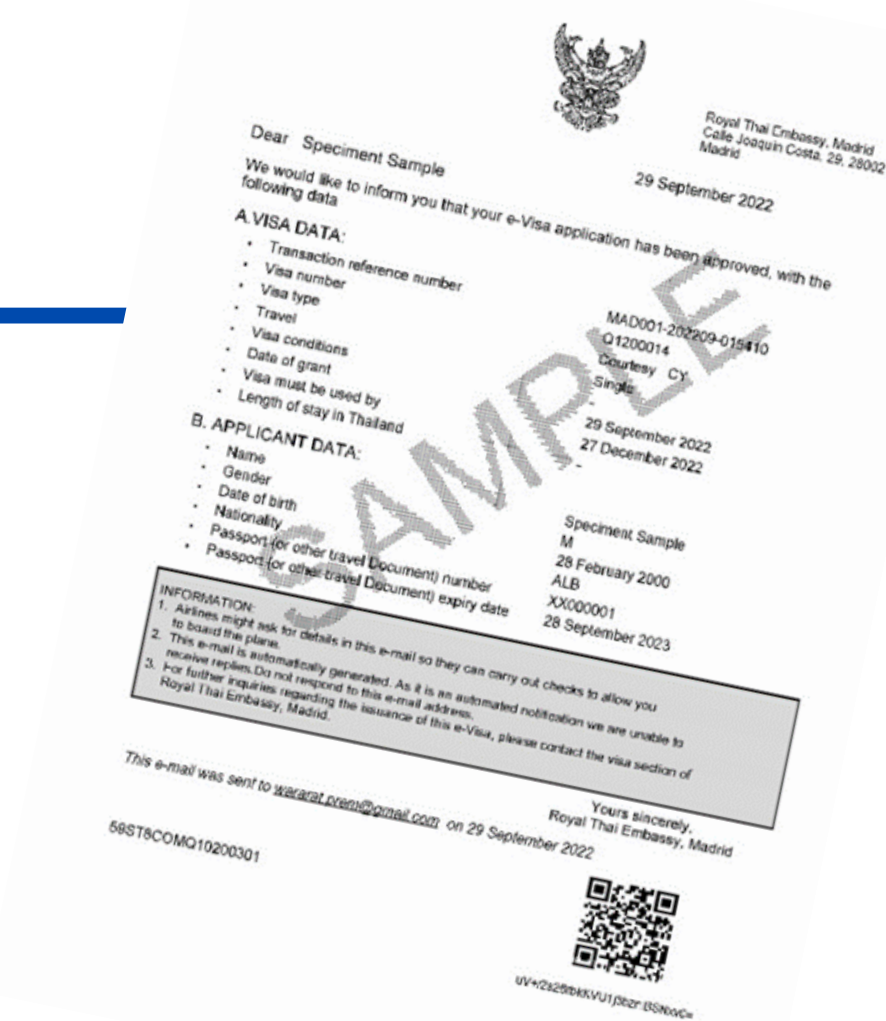 Royal Thai Embassy, Madrid
Calle Joaquin Costa, 29, 28002
Madrid
29 September 2022
Dear Speciment Sample
We would like to inform you that your e-Visa application has been approved, with the
following data
A.VISA DATA:
• Transaction reference number MAD001-202209-015410
• Visa number Q1200014
• Visa type Courtesy CY
• Travel Single
• Visa conditions -
• Date of grant 29 September 2022
• Visa must be used by 27 December 2022
• Length of stay in Thailand -
B. APPLICANT DATA:
• Name Speciment Sample
• Gender M
• Date of birth 28 February 2000
• Nationality ALB
• Passport (or other travel Document) number XX000001
• Passport (or other travel Document) expiry date 28 September 2023
SAMPLE
INFORMATION:
1. Airlines might ask for details in this e-mail so they can carry out checks to allow you
to board the plane.
2. This e-mail is automatically generated. As it is an automated notification we are unable to
receive replies.Do not respond to this e-mail address.
3. For further inquiries regarding the issuance of this e-Visa, please contact the visa section of
Royal Thai Embassy, Madrid.
Yours sincerely,
Royal Thai Embassy, Madrid
This e-mail was sent to wararat.prem@gmail.com on 29 September 2022
59ST8COMQ10200301